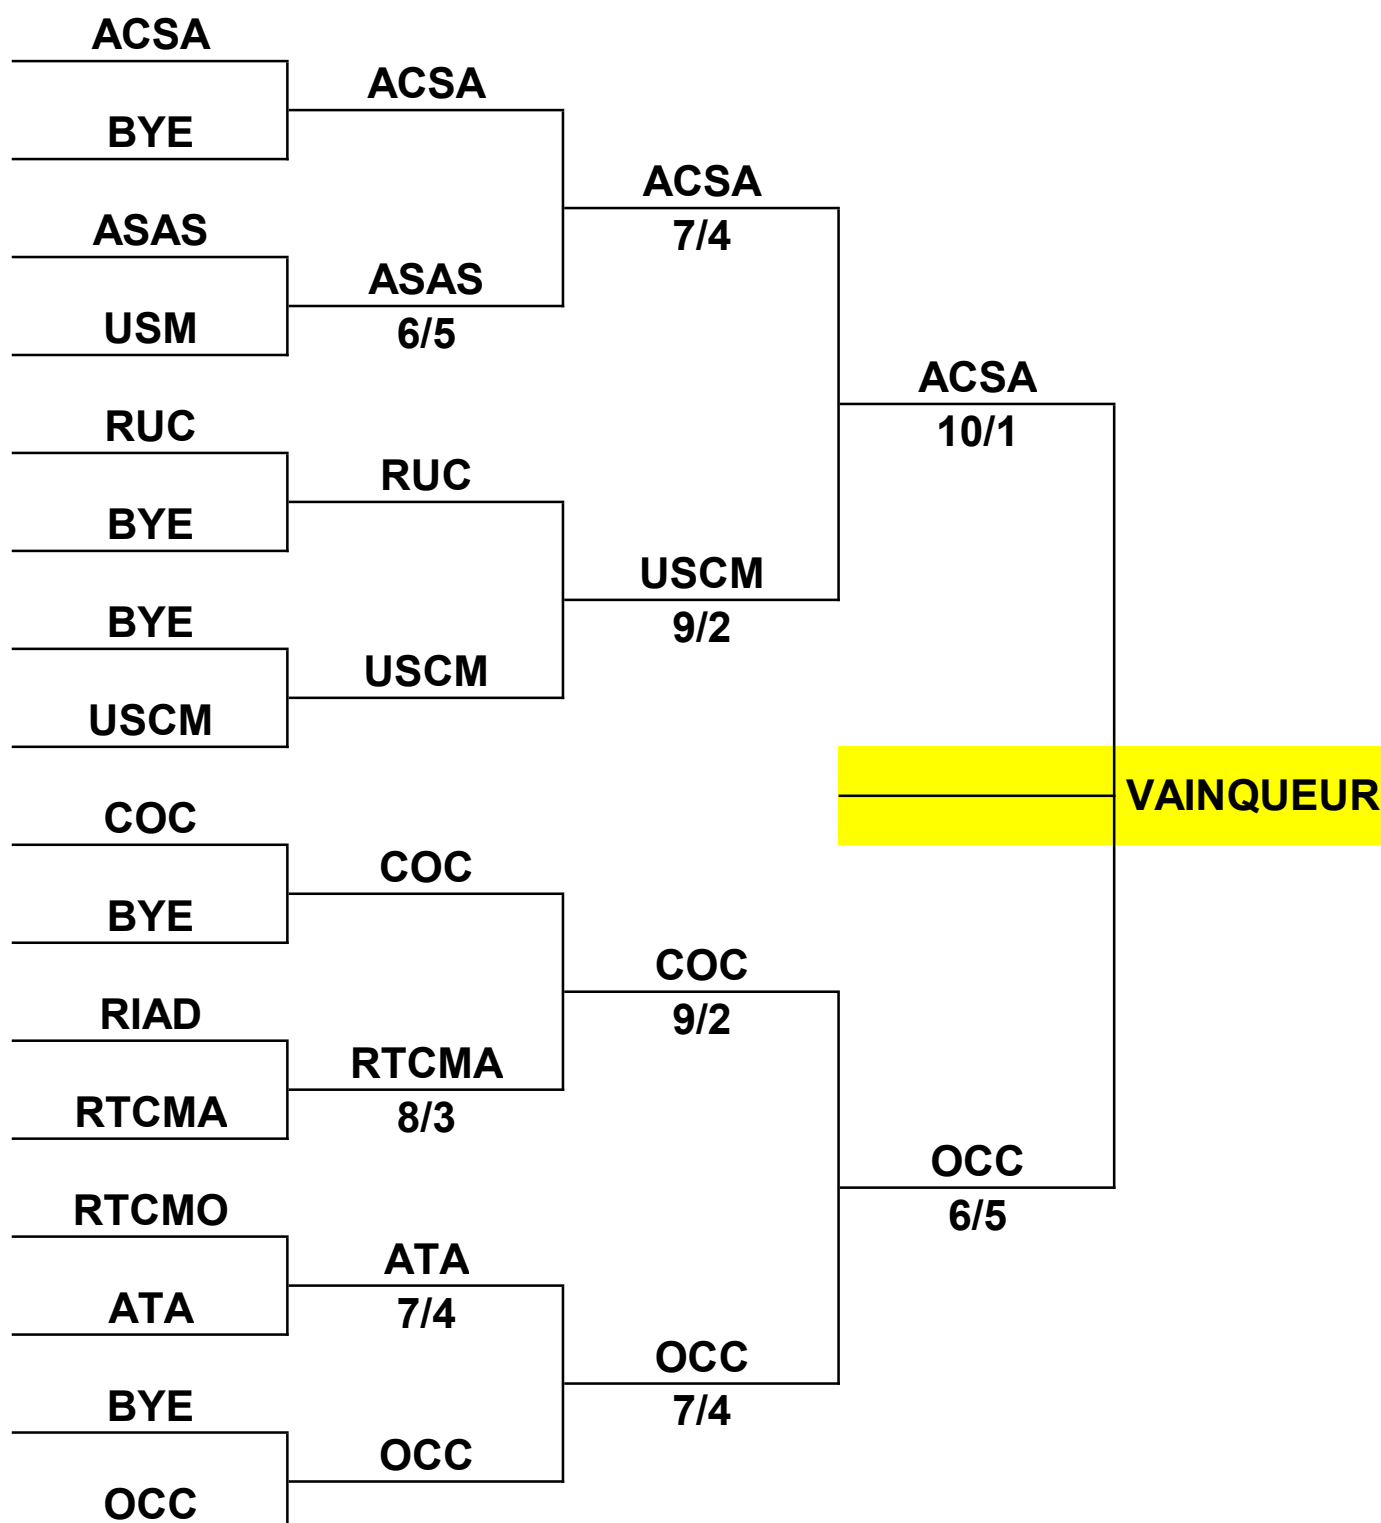 ACSA
BYE
ASAS
USM
RUC
BYE
BYE
USCM
COC
BYE
RIAD
RTCMA
RTCMO
ATA
BYE
OCC
ACSA
ASAS
6/5
RUC
USCM
COC
RTCMA
8/3
ATA
7/4
OCC
ACSA
7/4
USCM
9/2
COC
9/2
OCC
7/4
ACSA
10/1
OCC
6/5
VAINQUEUR